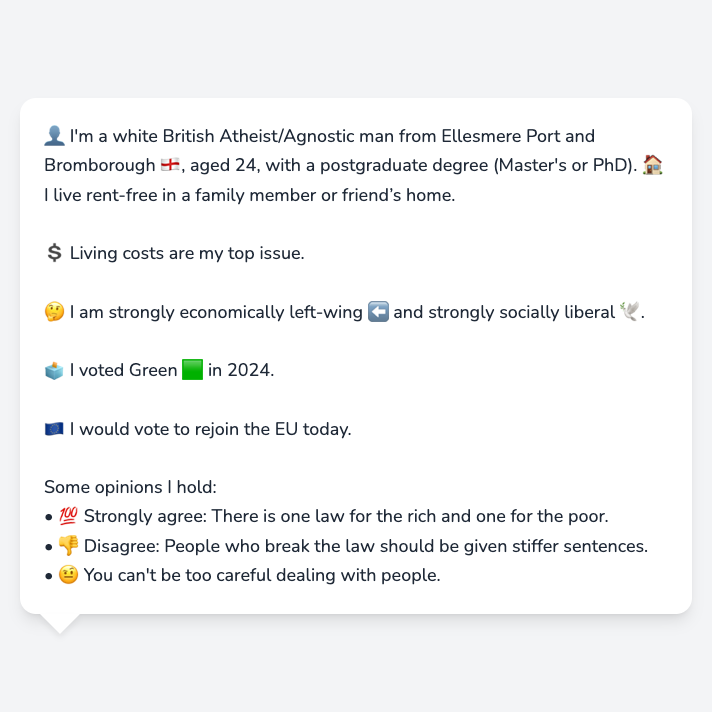 👤 I'm a white British Atheist/Agnostic man from Ellesmere Port and
Bromborough 🏴󠁧󠁢󠁥󠁮󠁧󠁿, aged 24, with a postgraduate degree (Master's or PhD). 🏠
I live rent-free in a family member or friend’s home.
💲 Living costs are my top issue.
🤔 I am strongly economically left-wing ⬅️ and strongly socially liberal 🕊️.
🗳️ I voted Green 🟩 in 2024.
🇪🇺 I would vote to rejoin the EU today.
Some opinions I hold:
• 💯 Strongly agree: There is one law for the rich and one for the poor.
• 👎 Disagree: People who break the law should be given stiffer sentences.
• 🤨 You can't be too careful dealing with people.